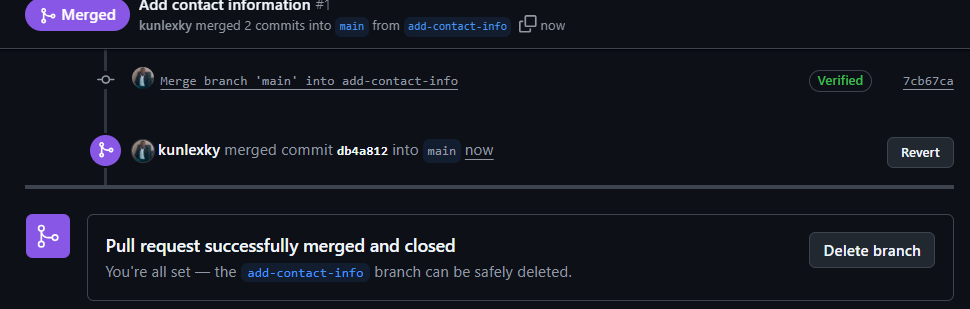 Merged
Add contact information #1
kunlexky merged 2 commits into main from add-contact-info now
Merge branch 'main' into add-contact-info Verified 7cb67ca
kunlexky merged commit db4a812 into main now Revert
Pull request successfully merged and closed
You're all set — the add-contact-info branch can be safely deleted.
Delete branch